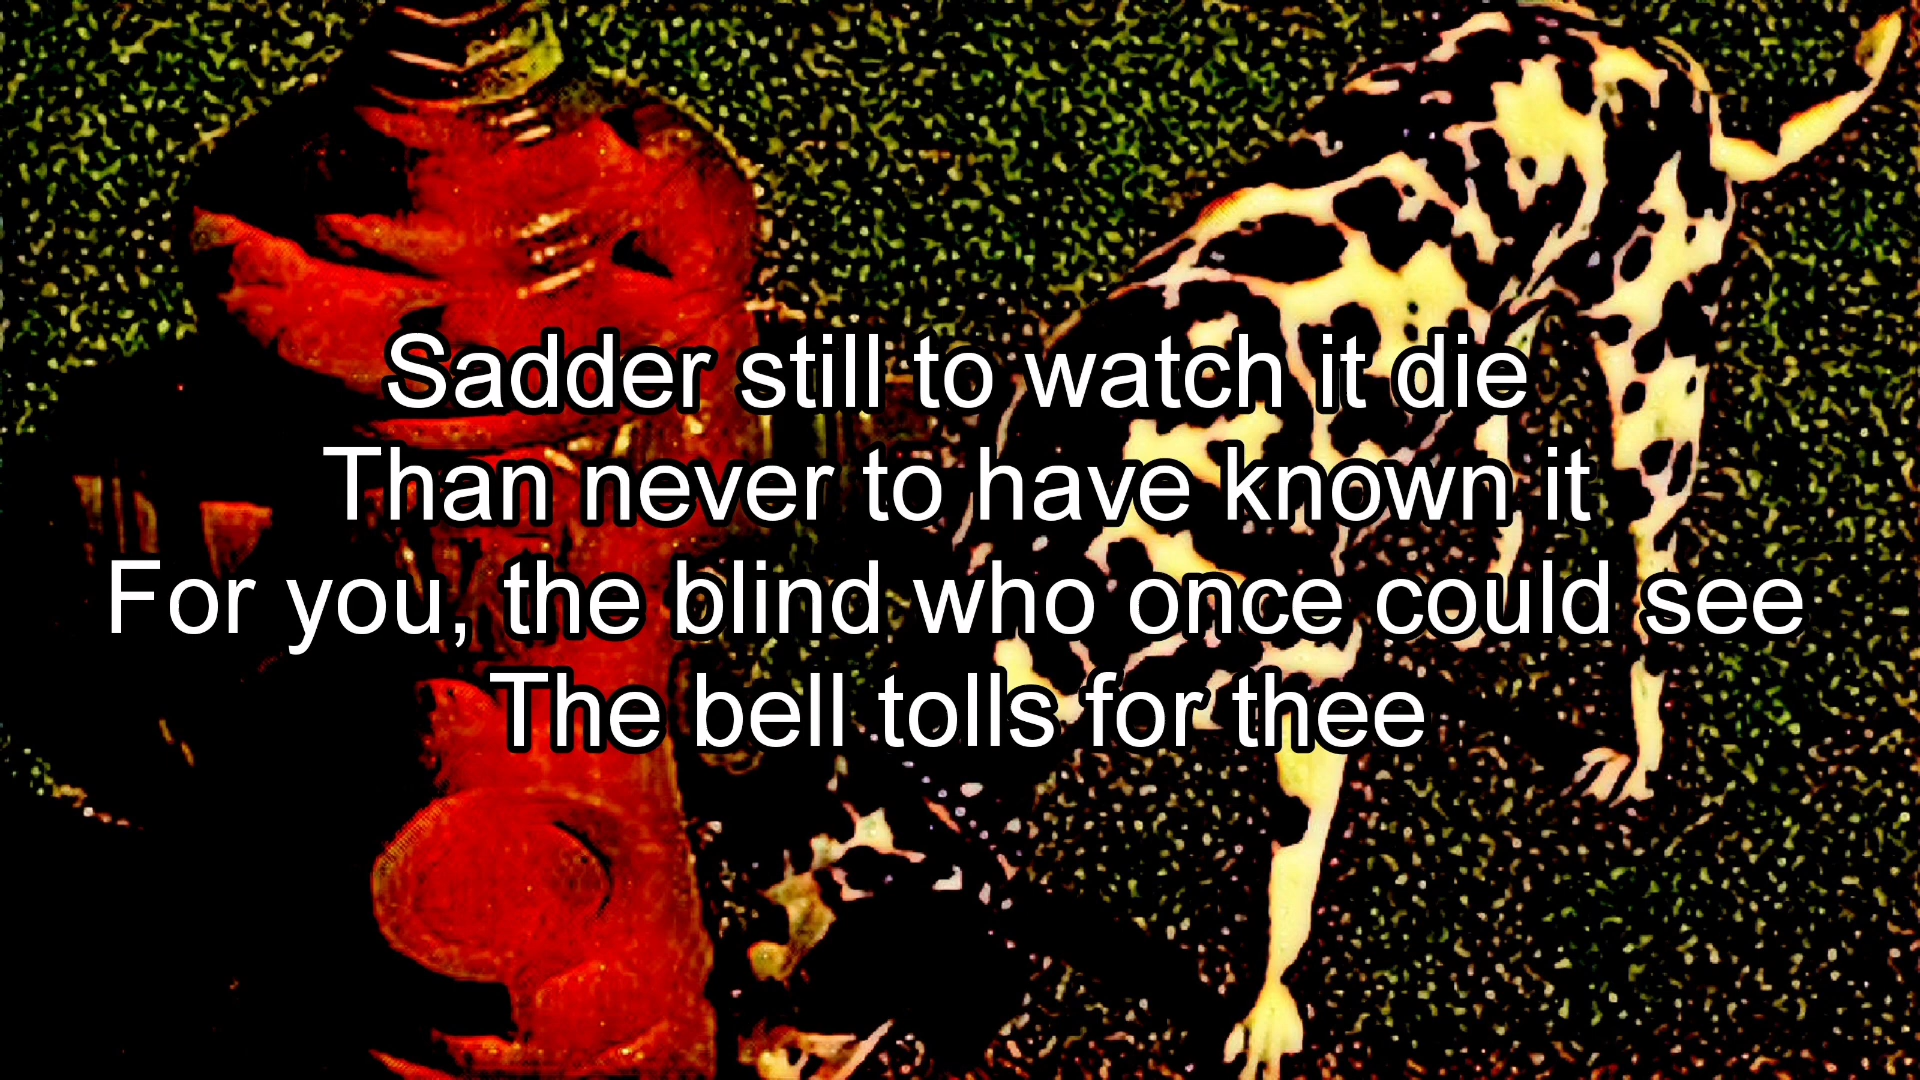 Sadder still to watch it die
Than never to have known it
For you, the blind who once could see
The bell tolls for thee